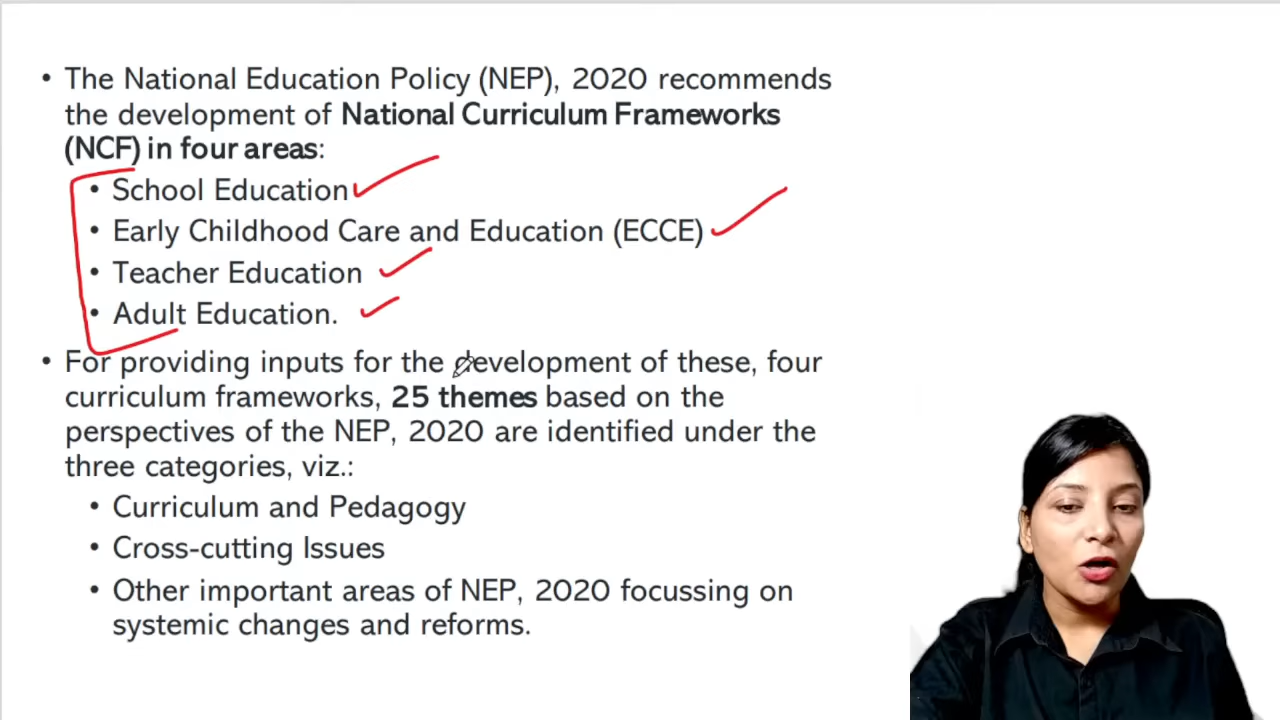 • The National Education Policy (NEP), 2020 recommends
the development of National Curriculum Frameworks
(NCF) in four areas:
• School Education
• Early Childhood Care and Education (ECCE)
• Teacher Education
• Adult Education.
• For providing inputs for the development of these, four
curriculum frameworks, 25 themes based on the
perspectives of the NEP, 2020 are identified under the
three categories, viz.:
• Curriculum and Pedagogy
• Cross-cutting Issues
• Other important areas of NEP, 2020 focussing on
systemic changes and reforms.